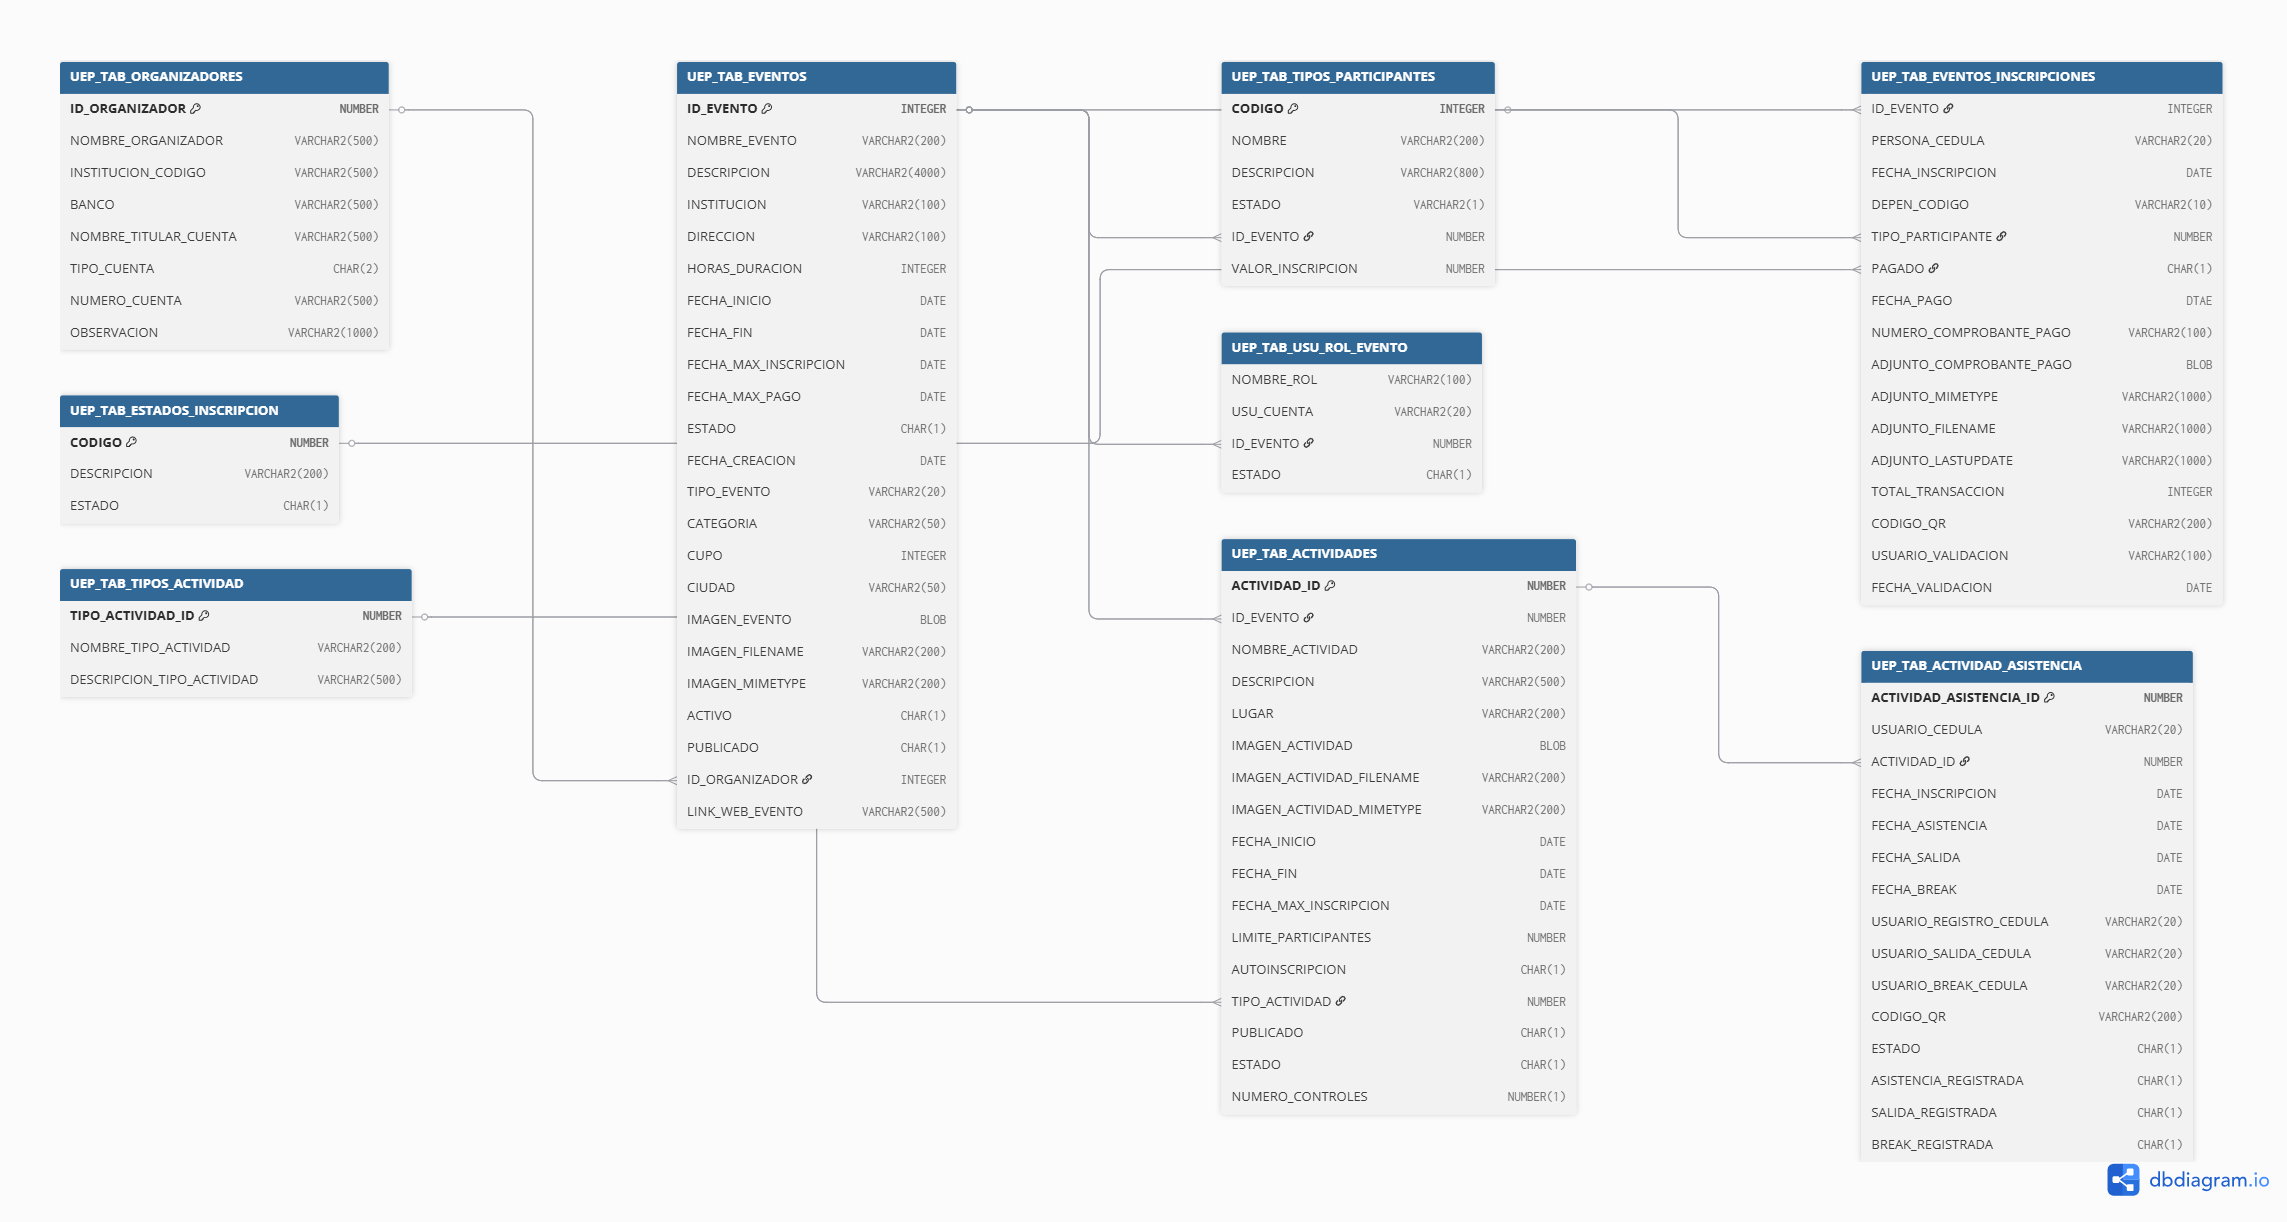 UEP_TAB_ORGANIZADORES
ID_ORGANIZADOR NUMBER
NOMBRE_ORGANIZADOR VARCHAR2(500)
INSTITUCION_CODIGO VARCHAR2(500)
BANCO VARCHAR2(500)
NOMBRE_TITULAR_CUENTA VARCHAR2(500)
TIPO_CUENTA CHAR(2)
NUMERO_CUENTA VARCHAR2(500)
OBSERVACION VARCHAR2(1000)
UEP_TAB_ESTADOS_INSCRIPCION
CODIGO NUMBER
DESCRIPCION VARCHAR2(200)
ESTADO CHAR(1)
UEP_TAB_TIPOS_ACTIVIDAD
TIPO_ACTIVIDAD_ID NUMBER
NOMBRE_TIPO_ACTIVIDAD VARCHAR2(200)
DESCRIPCION_TIPO_ACTIVIDAD VARCHAR2(500)
UEP_TAB_EVENTOS
ID_EVENTO INTEGER
NOMBRE_EVENTO VARCHAR2(200)
DESCRIPCION VARCHAR2(4000)
INSTITUCION VARCHAR2(100)
DIRECCION VARCHAR2(100)
HORAS_DURACION INTEGER
FECHA_INICIO DATE
FECHA_FIN DATE
FECHA_MAX_INSCRIPCION DATE
FECHA_MAX_PAGO DATE
ESTADO CHAR(1)
FECHA_CREACION DATE
TIPO_EVENTO VARCHAR2(20)
CATEGORIA VARCHAR2(50)
CUPO INTEGER
CIUDAD VARCHAR2(50)
IMAGEN_EVENTO BLOB
IMAGEN_FILENAME VARCHAR2(200)
IMAGEN_MIMETYPE VARCHAR2(200)
ACTIVO CHAR(1)
PUBLICADO CHAR(1)
ID_ORGANIZADOR INTEGER
LINK_WEB_EVENTO VARCHAR2(500)
UEP_TAB_TIPOS_PARTICIPANTES
CODIGO INTEGER
NOMBRE VARCHAR2(200)
DESCRIPCION VARCHAR2(800)
ESTADO VARCHAR2(1)
ID_EVENTO NUMBER
VALOR_INSCRIPCION NUMBER
UEP_TAB_USU_ROL_EVENTO
NOMBRE_ROL VARCHAR2(100)
USU_CUENTA VARCHAR2(20)
ID_EVENTO NUMBER
ESTADO CHAR(1)
UEP_TAB_ACTIVIDADES
ACTIVIDAD_ID NUMBER
ID_EVENTO NUMBER
NOMBRE_ACTIVIDAD VARCHAR2(200)
DESCRIPCION VARCHAR2(500)
LUGAR VARCHAR2(200)
IMAGEN_ACTIVIDAD BLOB
IMAGEN_ACTIVIDAD_FILENAME VARCHAR2(200)
IMAGEN_ACTIVIDAD_MIMETYPE VARCHAR2(200)
FECHA_INICIO DATE
FECHA_FIN DATE
FECHA_MAX_INSCRIPCION DATE
LIMITE_PARTICIPANTES NUMBER
AUTOINSCRIPCION CHAR(1)
TIPO_ACTIVIDAD NUMBER
PUBLICADO CHAR(1)
ESTADO CHAR(1)
NUMERO_CONTROLES NUMBER(1)
UEP_TAB_EVENTOS_INSCRIPCIONES
ID_EVENTO INTEGER
PERSONA_CEDULA VARCHAR2(20)
FECHA_INSCRIPCION DATE
DEPEN_CODIGO VARCHAR2(10)
TIPO_PARTICIPANTE NUMBER
PAGADO CHAR(1)
FECHA_PAGO DTAE
NUMERO_COMPROBANTE_PAGO VARCHAR2(100)
ADJUNTO_COMPROBANTE_PAGO BLOB
ADJUNTO_MIMETYPE VARCHAR2(1000)
ADJUNTO_FILENAME VARCHAR2(1000)
ADJUNTO_LASTUPDATE VARCHAR2(1000)
TOTAL_TRANSACCION INTEGER
CODIGO_QR VARCHAR2(200)
USUARIO_VALIDACION VARCHAR2(100)
FECHA_VALIDACION DATE
UEP_TAB_ACTIVIDAD_ASISTENCIA
ACTIVIDAD_ASISTENCIA_ID NUMBER
USUARIO_CEDULA VARCHAR2(20)
ACTIVIDAD_ID NUMBER
FECHA_INSCRIPCION DATE
FECHA_ASISTENCIA DATE
FECHA_SALIDA DATE
FECHA_BREAK DATE
USUARIO_REGISTRO_CEDULA VARCHAR2(20)
USUARIO_SALIDA_CEDULA VARCHAR2(20)
USUARIO_BREAK_CEDULA VARCHAR2(20)
CODIGO_QR VARCHAR2(200)
ESTADO CHAR(1)
ASISTENCIA_REGISTRADA CHAR(1)
SALIDA_REGISTRADA CHAR(1)
BREAK_REGISTRADA CHAR(1)
dbdiagram.io